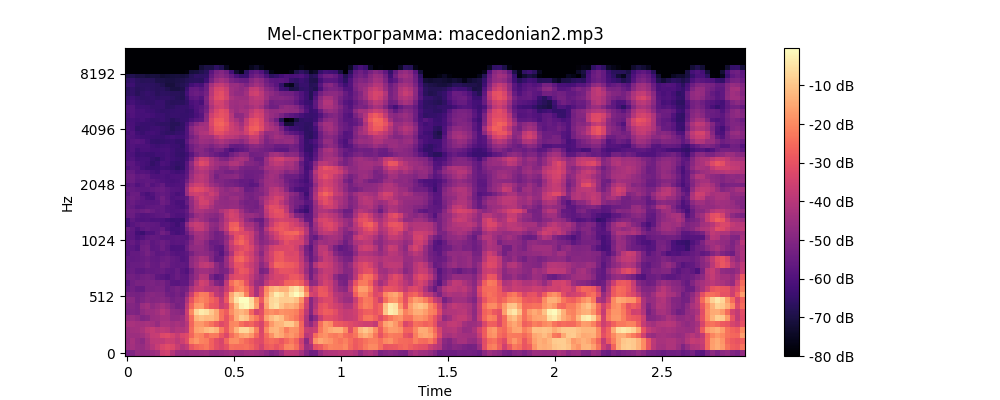 Mel-спектрограмма: macedonian2.mp3
8192
4096
2048
1024
512
0
Hz
0
0.5
1
1.5
2
2.5
Time
-10 dB
-20 dB
-30 dB
-40 dB
-50 dB
-60 dB
-70 dB
-80 dB